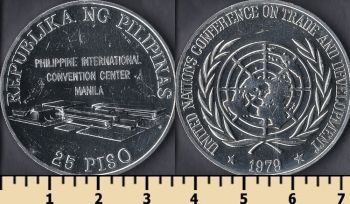 REPUBLIKA NG PILIPINAS
PHILIPPINE INTERNATIONAL
CONVENTION CENTER
MANILA
25 PISO
UNITED NATIONS CONFERENCE ON TRADE AND DEVELOPMENT
1979
1 2 3 4 5 6 7